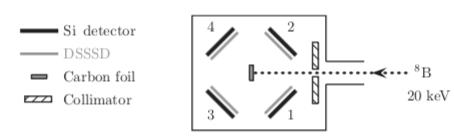 Si detector
DSSSD
Carbon foil
Collimator
4 2
3 1
⁸B
20 keV